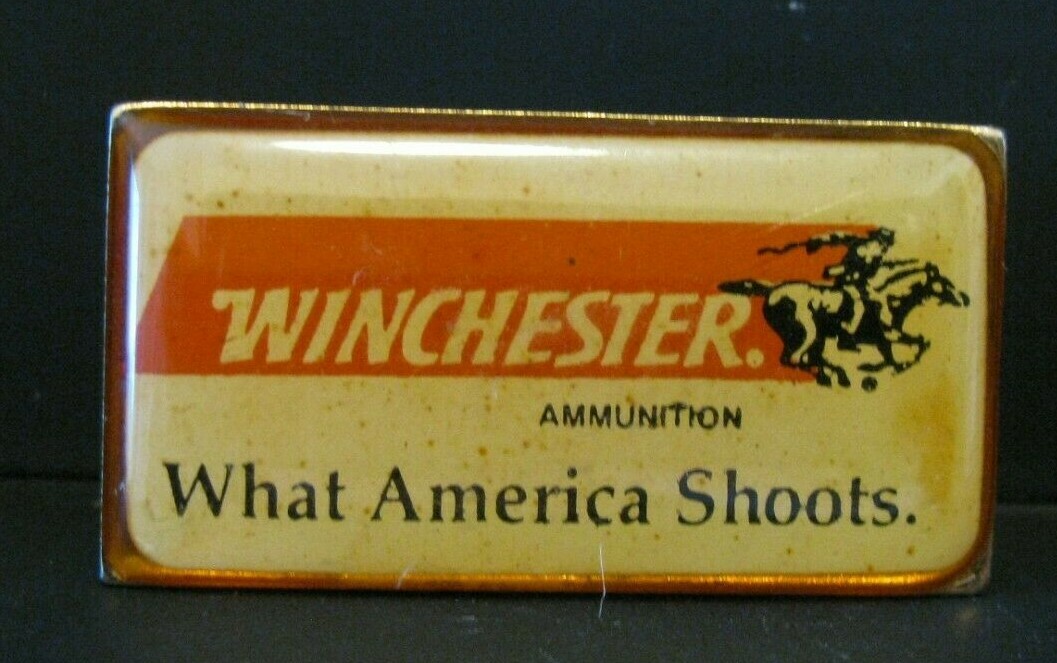 WINCHESTER.
®
AMMUNITION
What America Shoots.